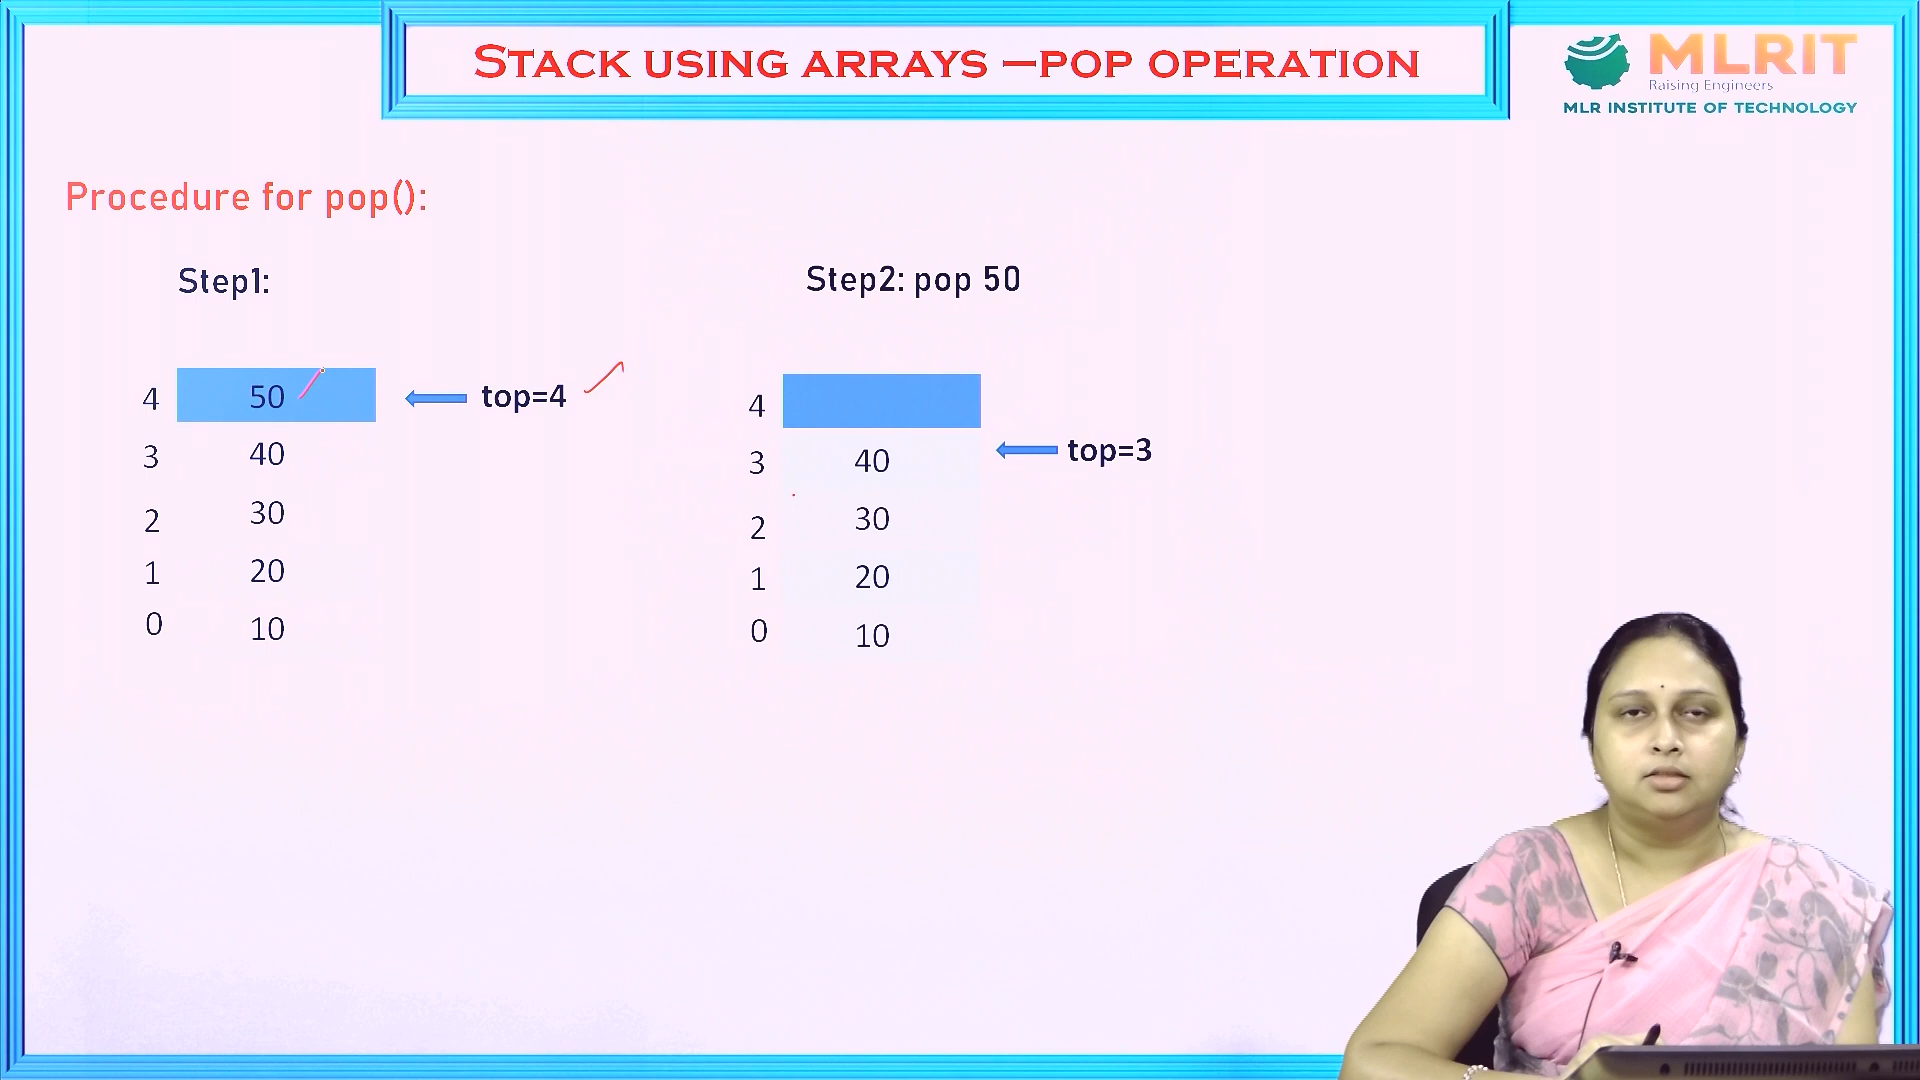 STACK USING ARRAYS –POP OPERATION
MLRIT
Raising Engineers
MLR INSTITUTE OF TECHNOLOGY
Procedure for pop():
Step1:
4 50 top=4
3 40
2 30
1 20
0 10
Step2: pop 50
4
3 40 top=3
2 30
1 20
0 10